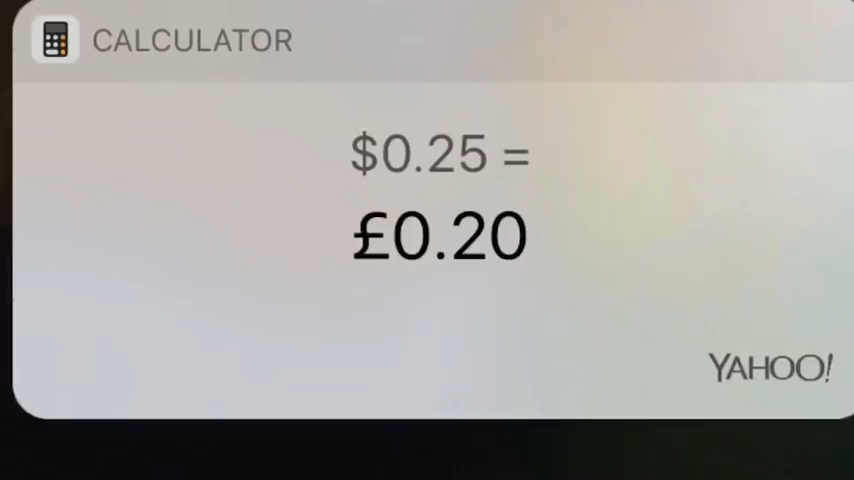 CALCULATOR
$0.25 =
£0.20
YAHOO!